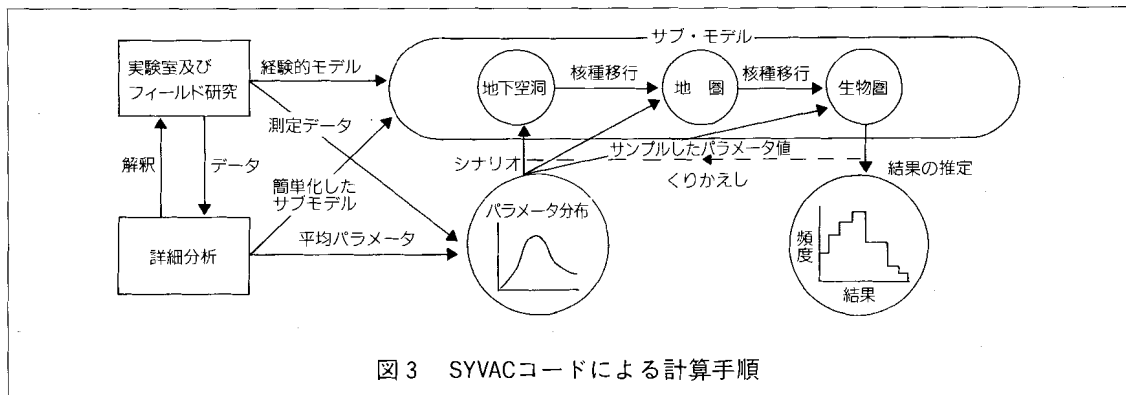 サブ・モデル
実験室及び
フィールド研究
経験的モデル
地下空洞
核種移行
地 圏
核種移行
生物圏
測定データ
解釈
データ
シナリオ
サンプルしたパラメータ値
くりかえし
結果の推定
簡単化した
サブモデル
パラメータ分布
詳細分析
平均パラメータ
頻度
結果
図3 SYVACコードによる計算手順